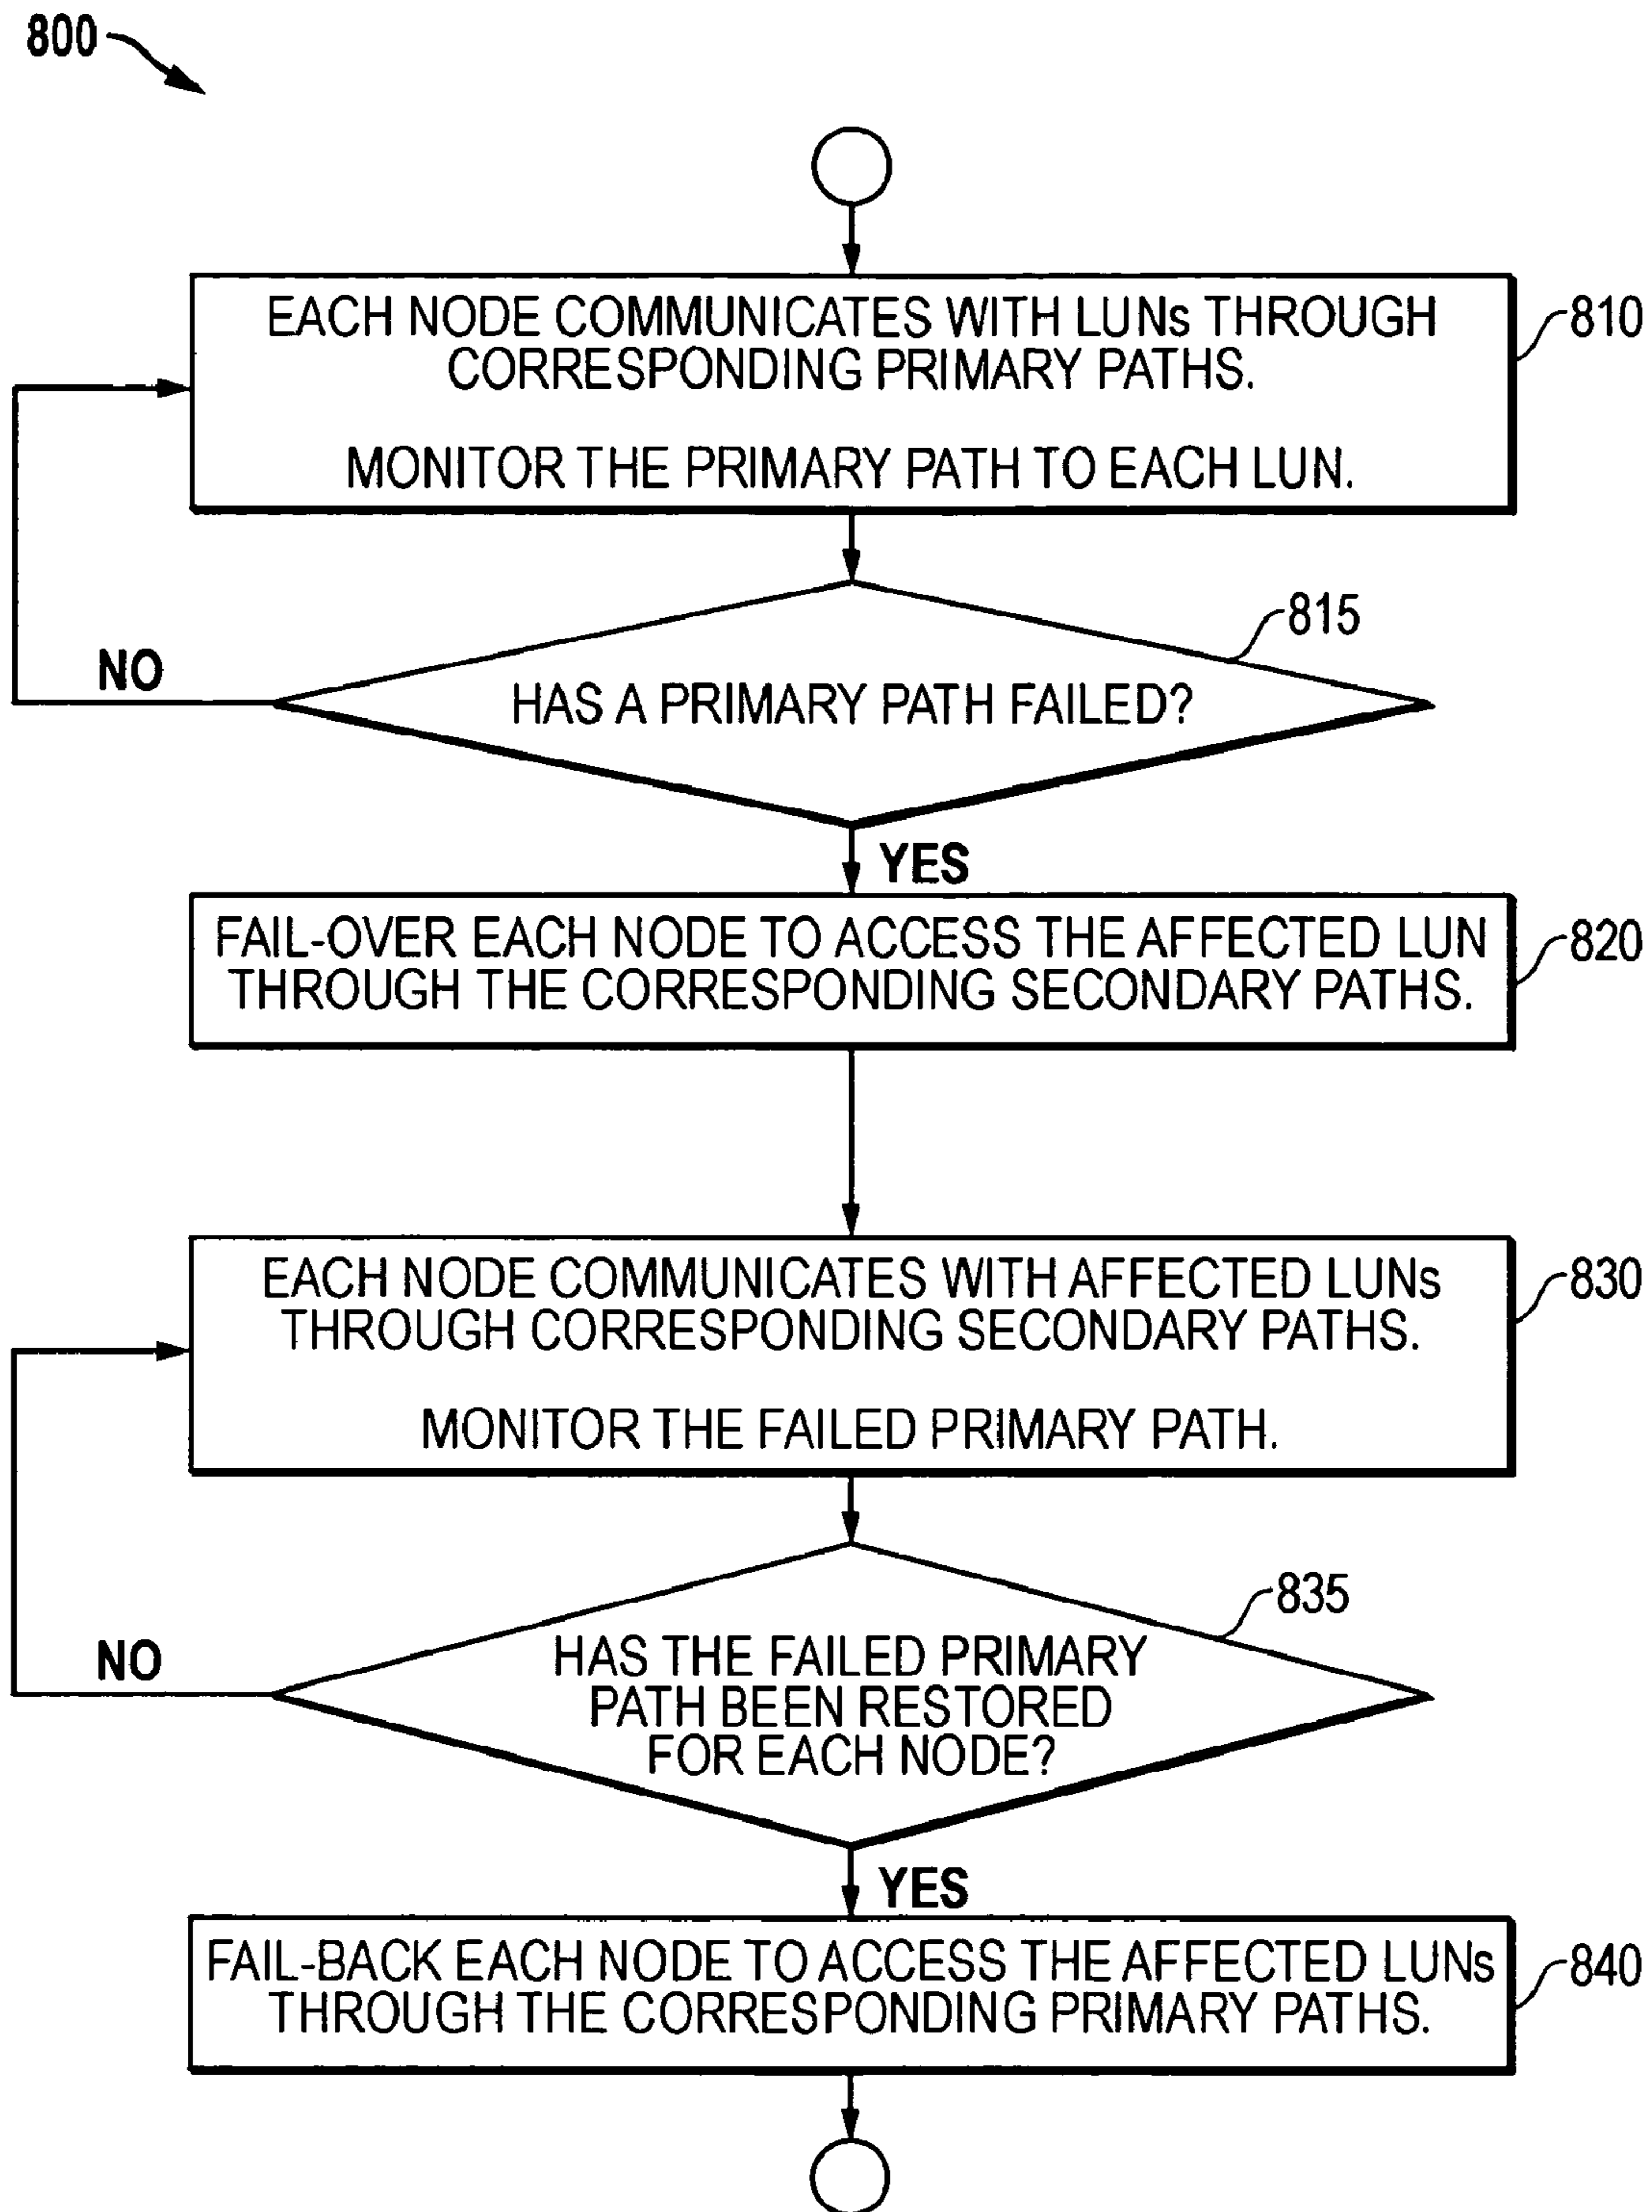 800
EACH NODE COMMUNICATES WITH LUNs THROUGH
CORRESPONDING PRIMARY PATHS.
810
MONITOR THE PRIMARY PATH TO EACH LUN.
815
NO
HAS A PRIMARY PATH FAILED?
YES
FAIL-OVER EACH NODE TO ACCESS THE AFFECTED LUN
THROUGH THE CORRESPONDING SECONDARY PATHS.
820
EACH NODE COMMUNICATES WITH AFFECTED LUNs
THROUGH CORRESPONDING SECONDARY PATHS.
830
MONITOR THE FAILED PRIMARY PATH.
835
NO
HAS THE FAILED PRIMARY
PATH BEEN RESTORED
FOR EACH NODE?
YES
FAIL-BACK EACH NODE TO ACCESS THE AFFECTED LUNs
THROUGH THE CORRESPONDING PRIMARY PATHS.
840